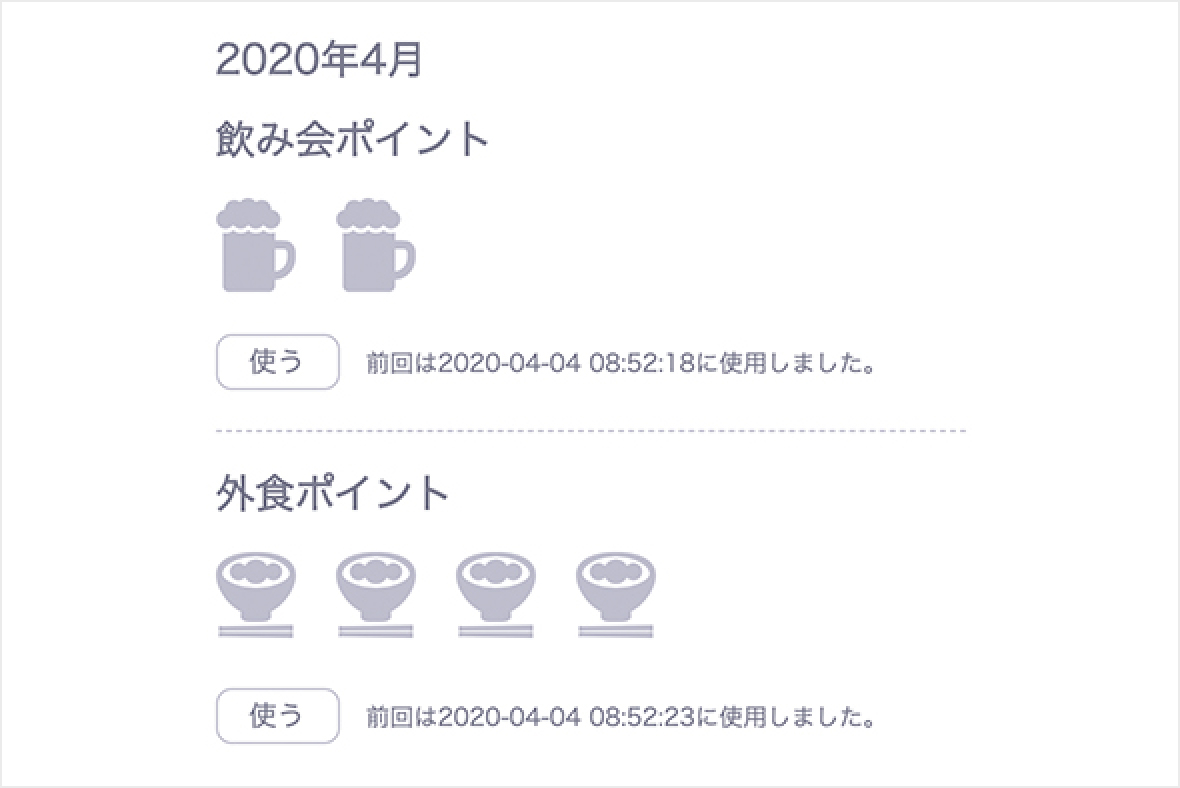 2020年4月
飲み会ポイント
使う 前回は2020-04-04 08:52:18に使用しました。
外食ポイント
使う 前回は2020-04-04 08:52:23に使用しました。